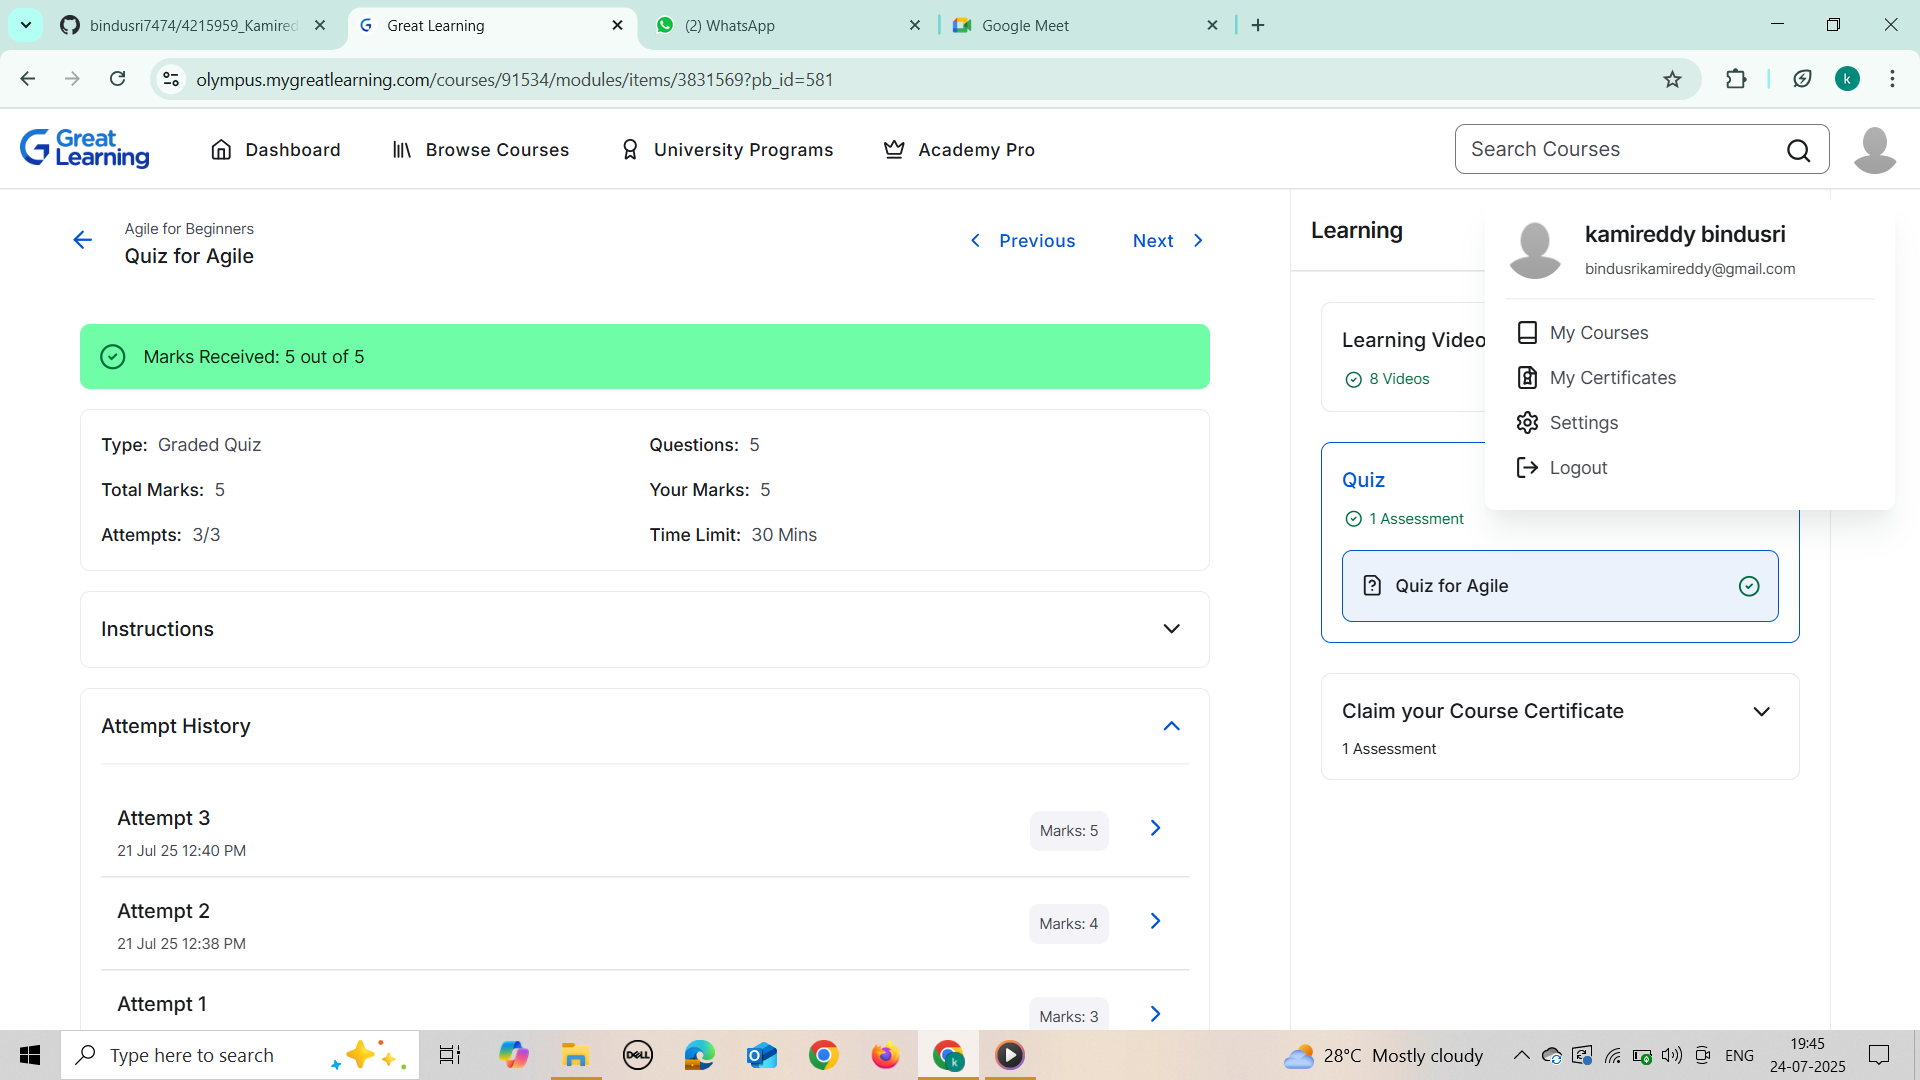 bindusri7474/4215959_Kamired
Great Learning
(2) WhatsApp
Google Meet
olympus.mygreatlearning.com/courses/91534/modules/items/3831569?pb_id=581
k
Great
Learning
Dashboard
Browse Courses
University Programs
Academy Pro
Search Courses
Agile for Beginners
Quiz for Agile
Previous
Next
Marks Received: 5 out of 5
Type: Graded Quiz
Questions: 5
Total Marks: 5
Your Marks: 5
Attempts: 3/3
Time Limit: 30 Mins
Instructions
Attempt History
Attempt 3
21 Jul 25 12:40 PM
Marks: 5
Attempt 2
21 Jul 25 12:38 PM
Marks: 4
Attempt 1
Marks: 3
Learning
kamireddy bindusri
bindusrikamireddy@gmail.com
My Courses
My Certificates
Settings
Logout
Learning Video
8 Videos
Quiz
1 Assessment
Quiz for Agile
Claim your Course Certificate
1 Assessment
Type here to search
DELL
k
28°C Mostly cloudy
ENG
19:45
24-07-2025